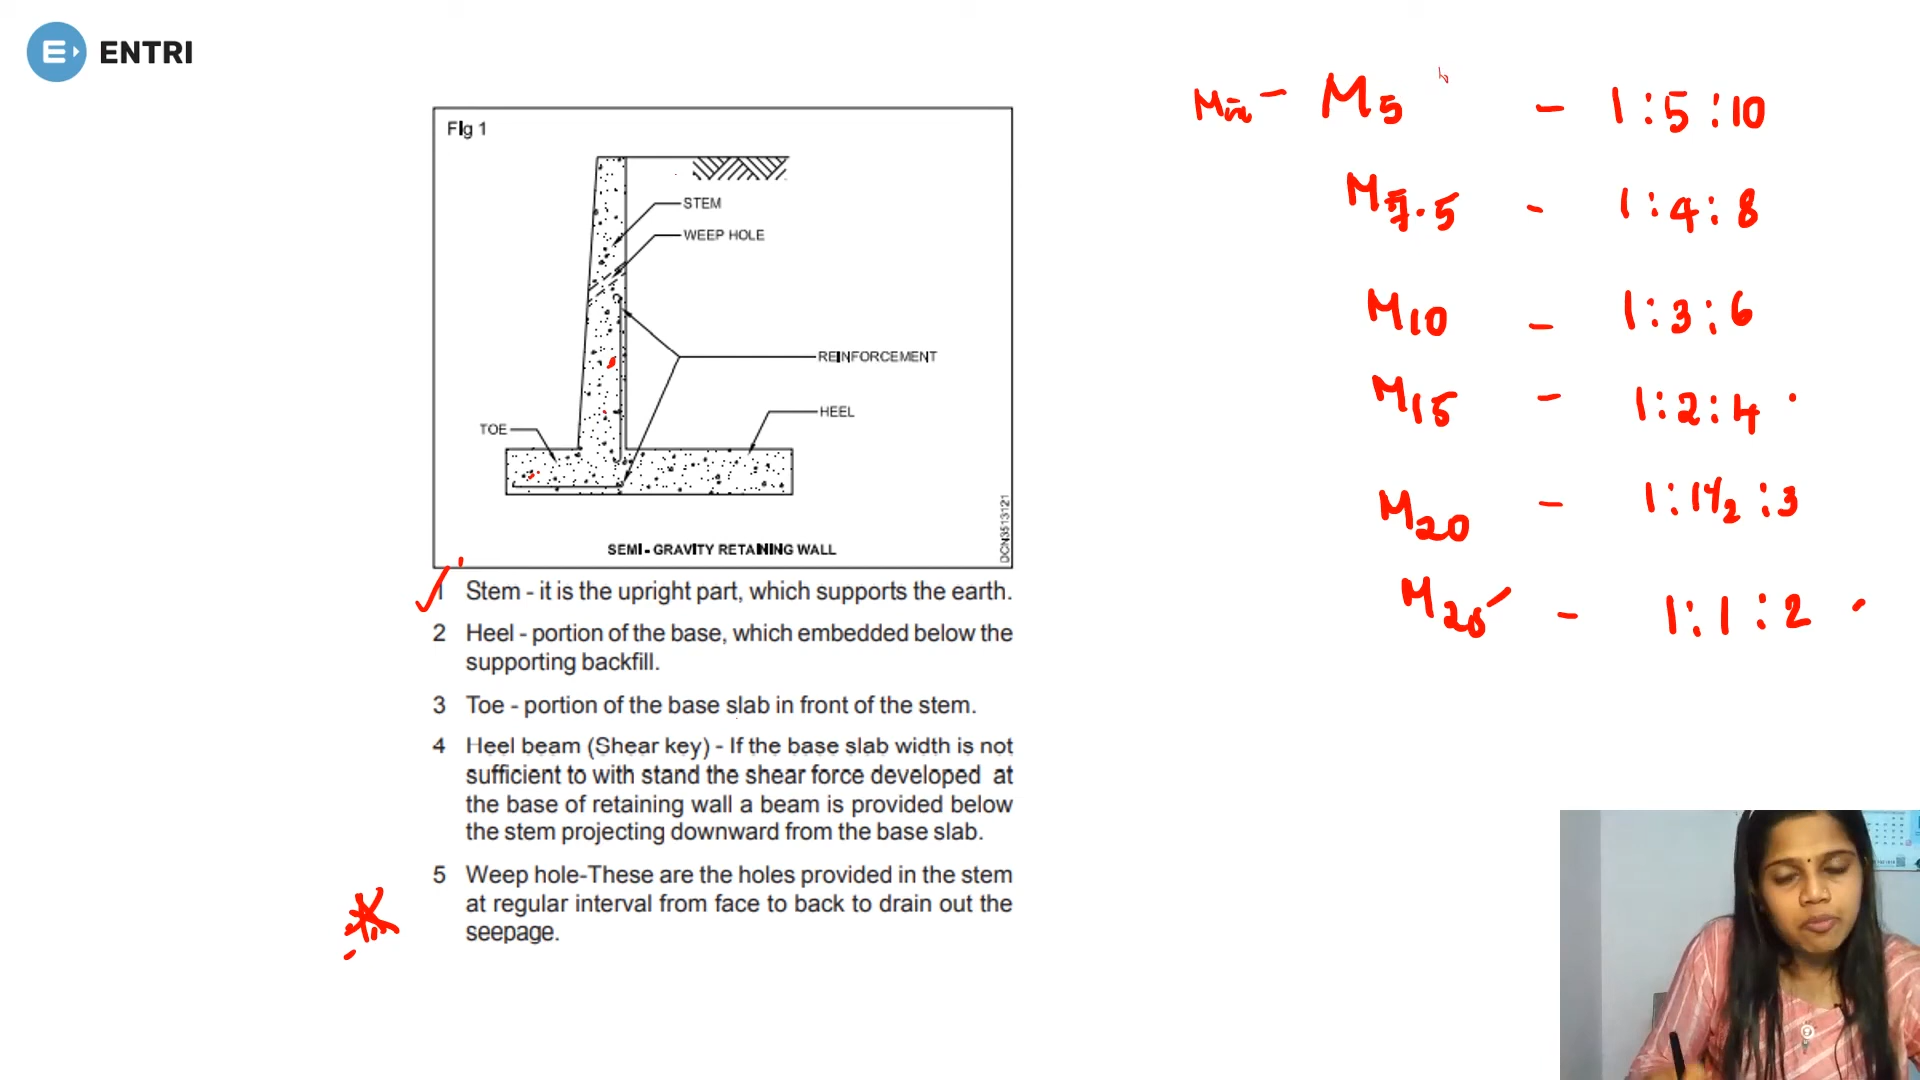 ENTRI
Fig 1
STEM
WEEP HOLE
REINFORCEMENT
HEEL
TOE
DCN3513121
SEMI - GRAVITY RETAINING WALL
1 Stem - it is the upright part, which supports the earth.
2 Heel - portion of the base, which embedded below the
supporting backfill.
3 Toe - portion of the base slab in front of the stem.
4 Heel beam (Shear key) - If the base slab width is not
sufficient to with stand the shear force developed at
the base of retaining wall a beam is provided below
the stem projecting downward from the base slab.
5 Weep hole-These are the holes provided in the stem
at regular interval from face to back to drain out the
seepage.
M5 - 1:5:10
M7.5 - 1:4:8
M10 - 1:3:6
M15 - 1:2:4
M20 - 1:1½:3
M25 - 1:1:2